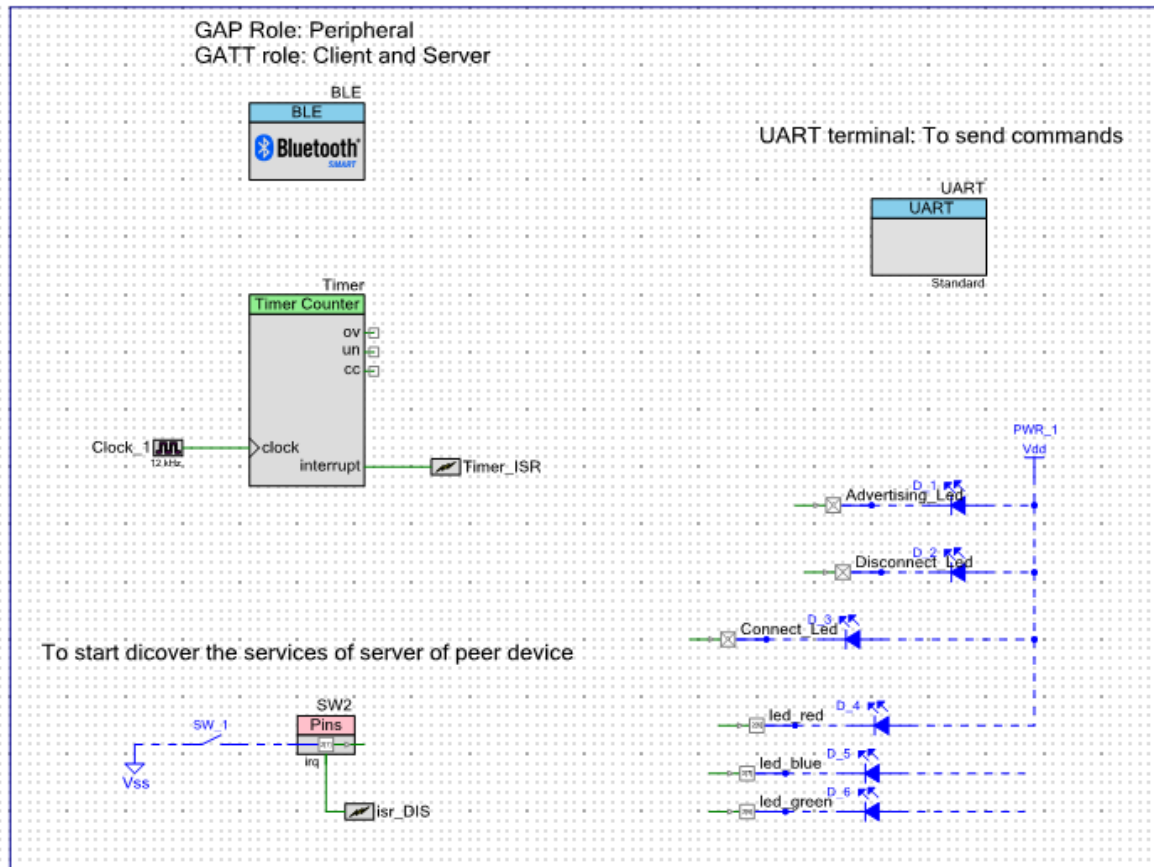 GAP Role: Peripheral
GATT role: Client and Server
BLE
BLE
Bluetooth
SMART
UART terminal: To send commands
UART
UART
Standard
Timer
Timer Counter
ov
un
cc
Clock_1
12 kHz
clock
interrupt
Timer_ISR
PWR_1
Vdd
D_1
Advertising_Led
D_2
Disconnect_Led
D_3
Connect_Led
To start dicover the services of server of peer device
SW2
Pins
SW_1
irq
Vss
isr_DIS
D_4
led_red
D_5
led_blue
D_6
led_green